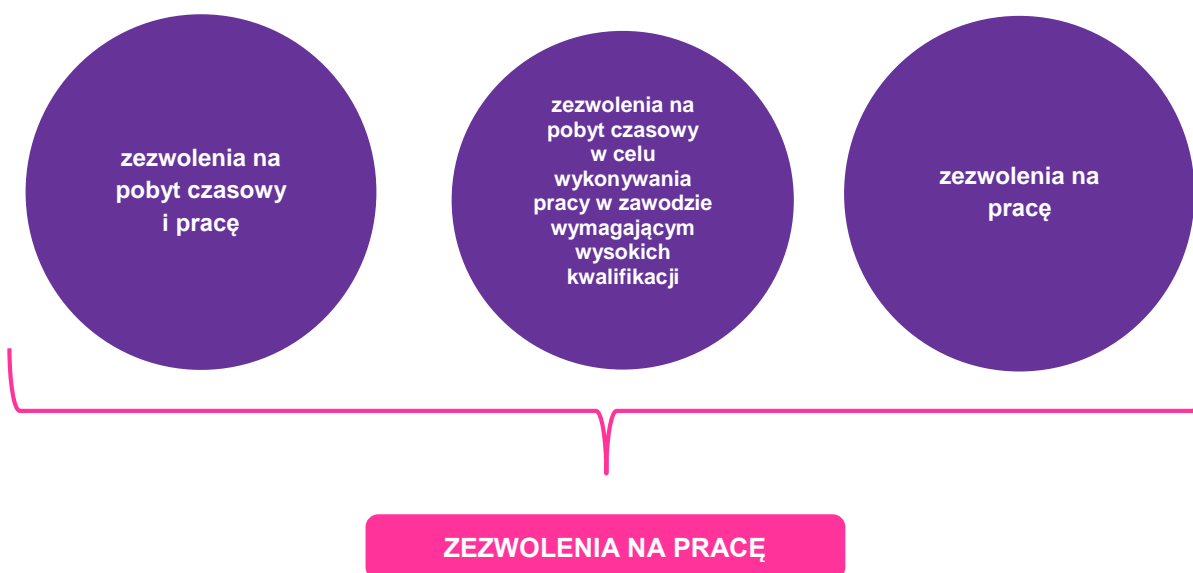 zezwolenia na
pobyt czasowy
i pracę
zezwolenia na
pobyt czasowy
w celu
wykonywania
pracy w zawodzie
wymagającym
wysokich
kwalifikacji
zezwolenia na
pracę
ZEZWOLENIA NA PRACĘ